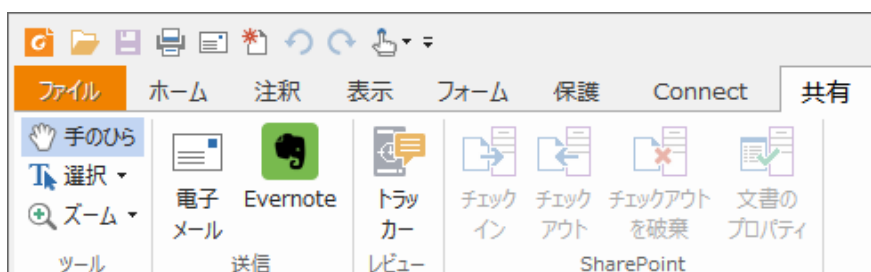 ファイル ホーム 注釈 表示 フォーム 保護 Connect 共有
手のひら
選択
ズーム
ツール
電子
メール
Evernote
送信
トラッ
カー
レビュー
チェック
イン
チェック
アウト
チェックアウト
を破棄
文書の
プロパティ
SharePoint